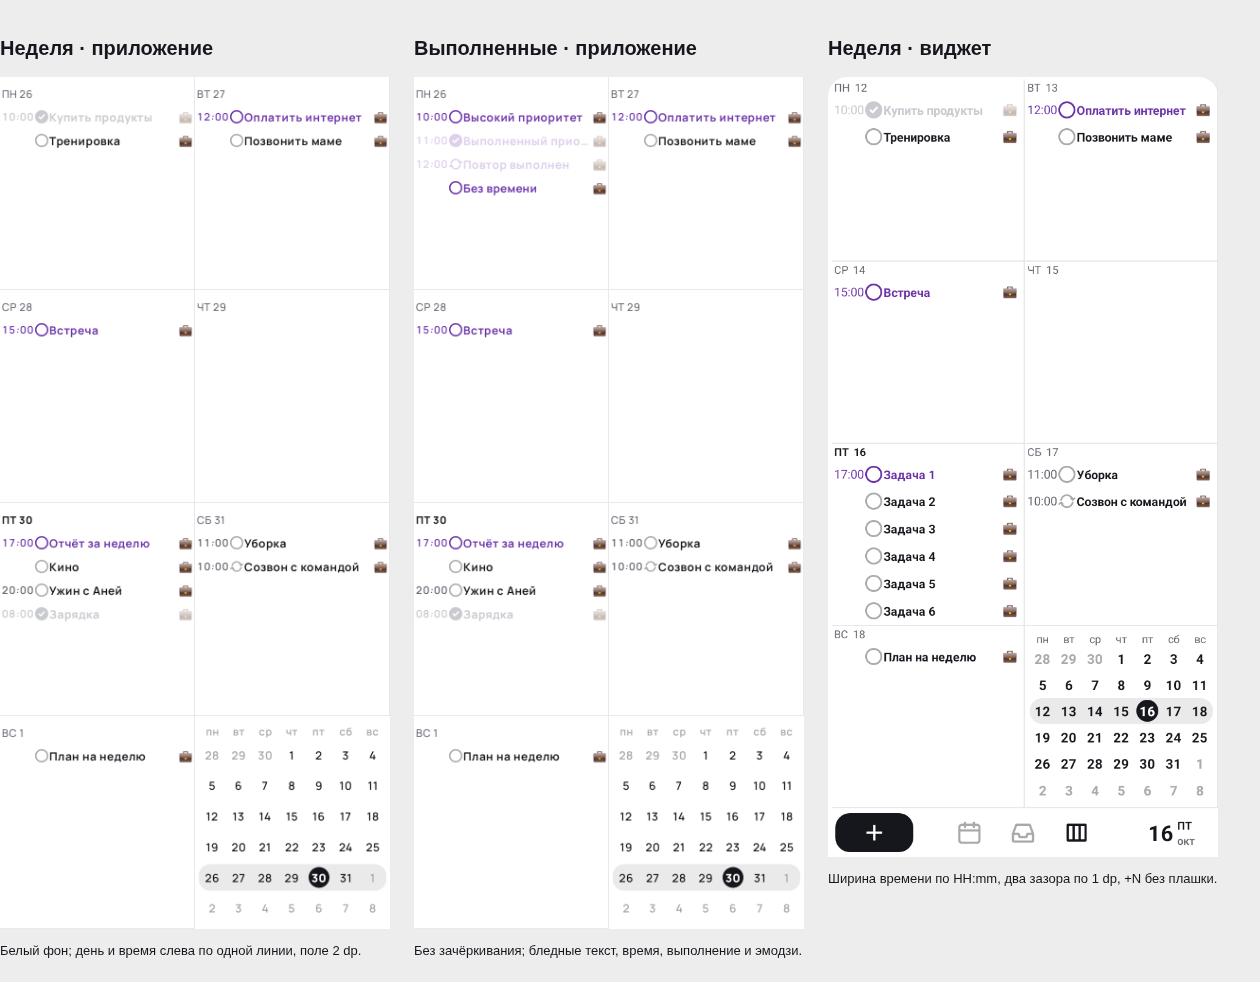 Неделя · приложение
ПН 26
10:00 Купить продукты
Тренировка
ВТ 27
12:00 Оплатить интернет
Позвонить маме
СР 28
15:00 Встреча
ЧТ 29
ПТ 30
17:00 Отчёт за неделю
Кино
20:00 Ужин с Аней
08:00 Зарядка
СБ 31
11:00 Уборка
10:00 Созвон с командой
ВС 1
План на неделю
пн вт ср чт пт сб вс
28 29 30 1 2 3 4
5 6 7 8 9 10 11
12 13 14 15 16 17 18
19 20 21 22 23 24 25
26 27 28 29 30 31 1
2 3 4 5 6 7 8
Белый фон; день и время слева по одной линии, поле 2 dp.
Выполненные · приложение
ПН 26
10:00 Высокий приоритет
11:00 Выполненный прио...
12:00 Повтор выполнен
Без времени
ВТ 27
12:00 Оплатить интернет
Позвонить маме
СР 28
15:00 Встреча
ЧТ 29
ПТ 30
17:00 Отчёт за неделю
Кино
20:00 Ужин с Аней
08:00 Зарядка
СБ 31
11:00 Уборка
10:00 Созвон с командой
ВС 1
План на неделю
пн вт ср чт пт сб вс
28 29 30 1 2 3 4
5 6 7 8 9 10 11
12 13 14 15 16 17 18
19 20 21 22 23 24 25
26 27 28 29 30 31 1
2 3 4 5 6 7 8
Без зачёркивания; бледные текст, время, выполнение и эмодзи.
Неделя · виджет
ПН 12
10:00 Купить продукты
Тренировка
ВТ 13
12:00 Оплатить интернет
Позвонить маме
СР 14
15:00 Встреча
ЧТ 15
ПТ 16
17:00 Задача 1
Задача 2
Задача 3
Задача 4
Задача 5
Задача 6
СБ 17
11:00 Уборка
10:00 Созвон с командой
ВС 18
План на неделю
пн вт ср чт пт сб вс
28 29 30 1 2 3 4
5 6 7 8 9 10 11
12 13 14 15 16 17 18
19 20 21 22 23 24 25
26 27 28 29 30 31 1
2 3 4 5 6 7 8
+
16 ПТ
окт
Ширина времени по HH:mm, два зазора по 1 dp, +N без плашки.